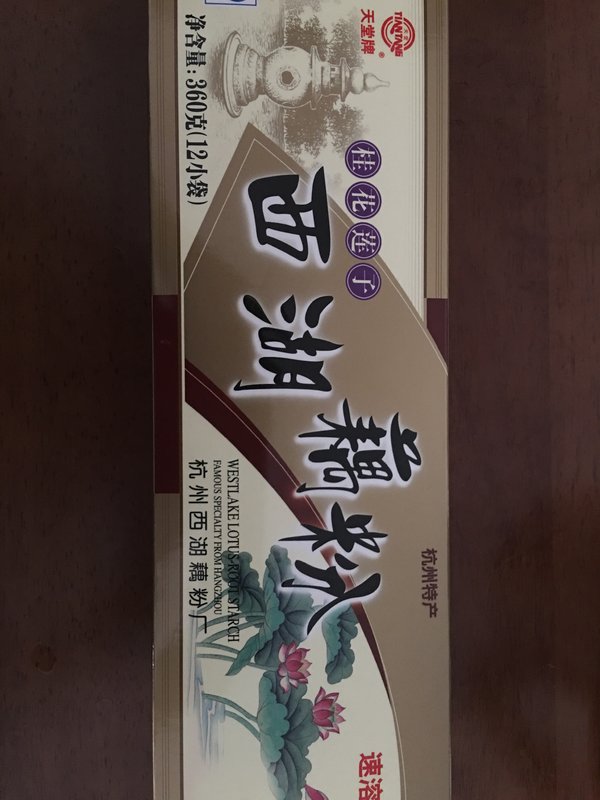 TIANTANG
天堂牌®
桂花莲子
西湖藕粉
杭州特产
速溶
WESTLAKE LOTUS ROOT STARCH
FAMOUS SPECIALTY FROM HANGZHOU
杭州西湖藕粉厂
净含量:360克(12小袋)